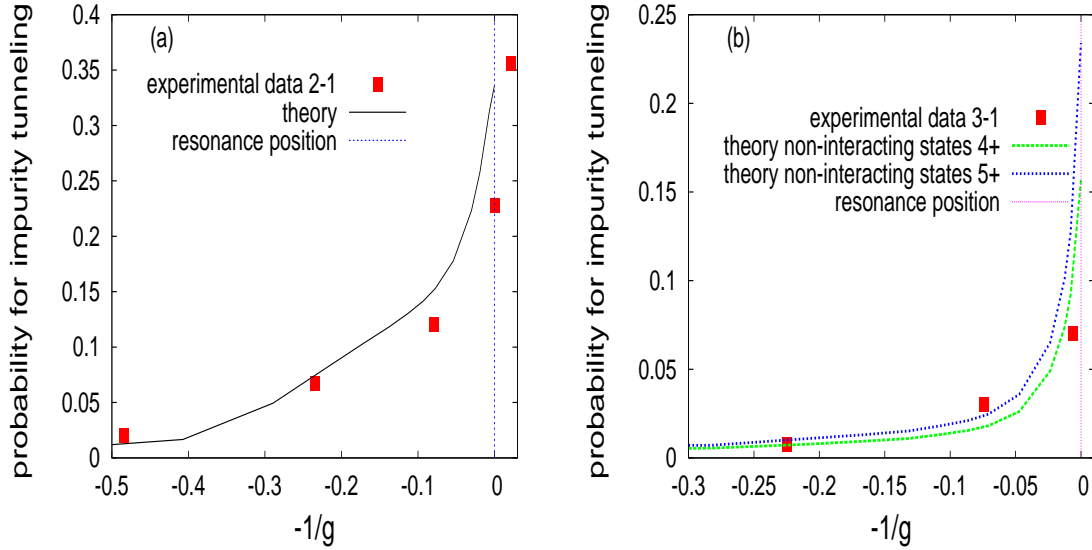 probability for impurity tunneling
0.4
0.35
0.3
0.25
0.2
0.15
0.1
0.05
0
(a)
experimental data 2-1
theory
resonance position
-0.5
-0.4
-0.3
-0.2
-0.1
0
-1/g
probability for impurity tunneling
0.25
0.2
0.15
0.1
0.05
0
(b)
experimental data 3-1
theory non-interacting states 4+
theory non-interacting states 5+
resonance position
-0.3
-0.25
-0.2
-0.15
-0.1
-0.05
0
-1/g